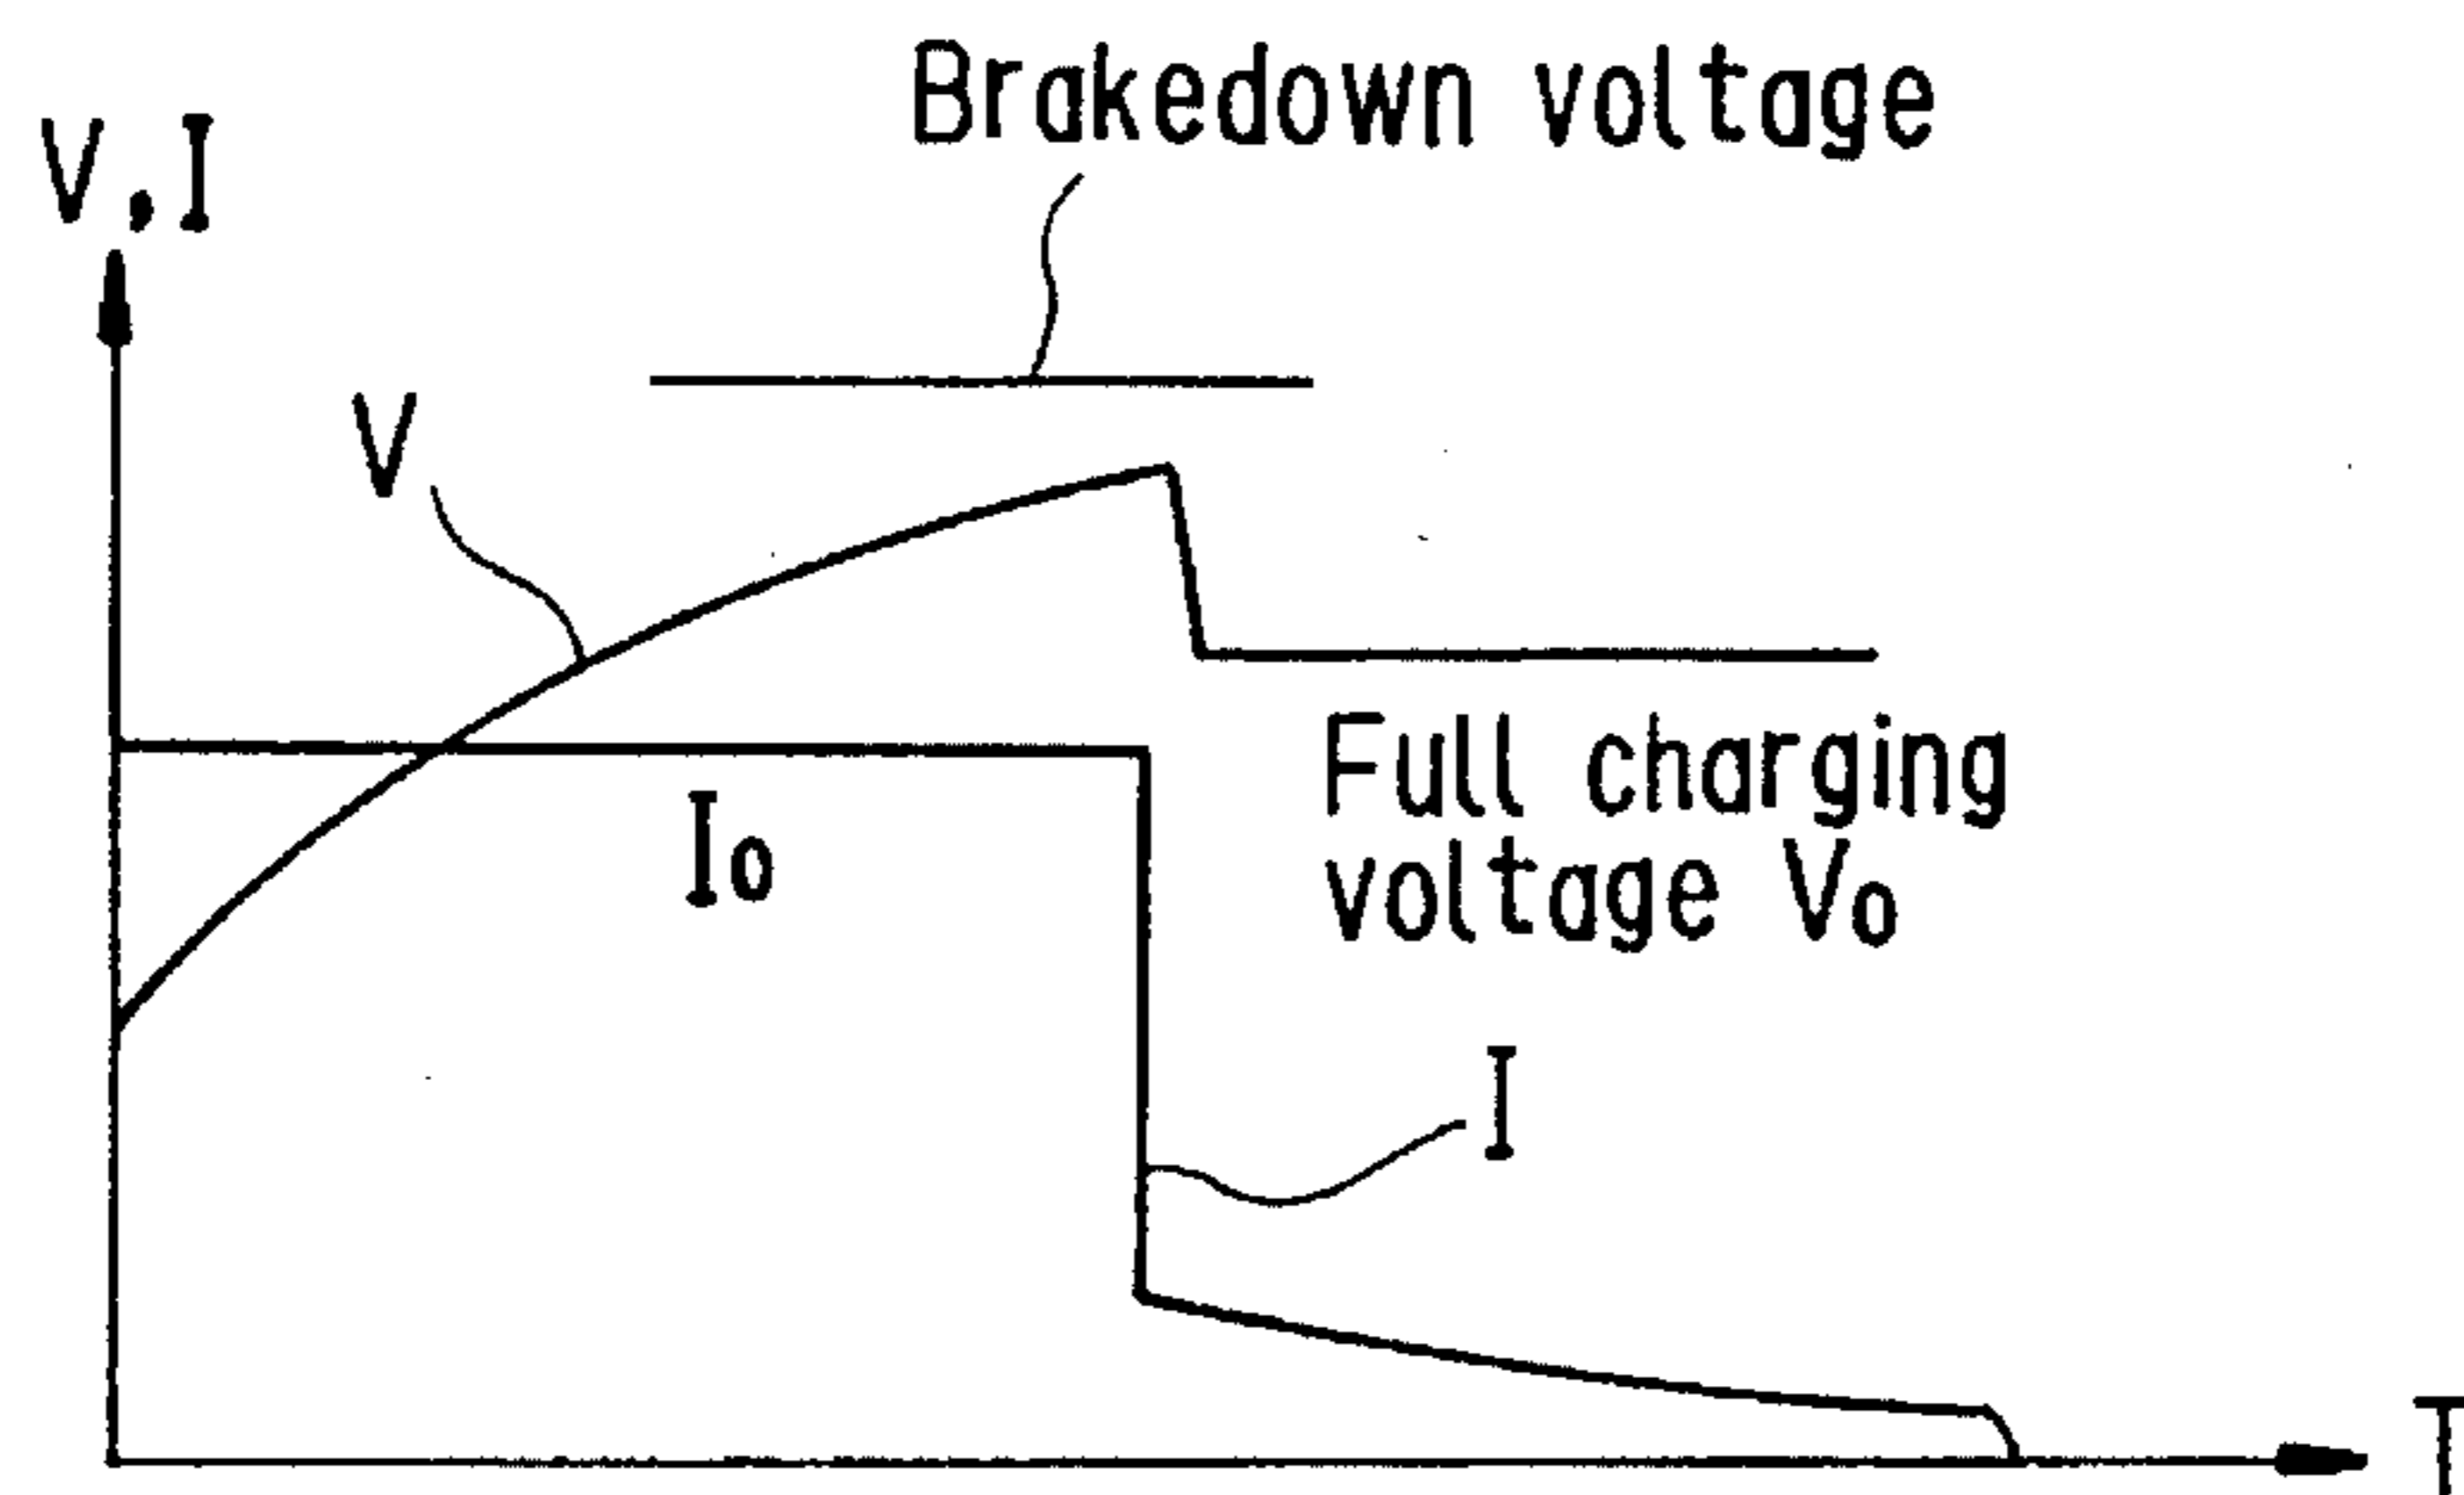 Brakedown voltage
V,I
V
I₀
Full charging
voltage V₀
I
T